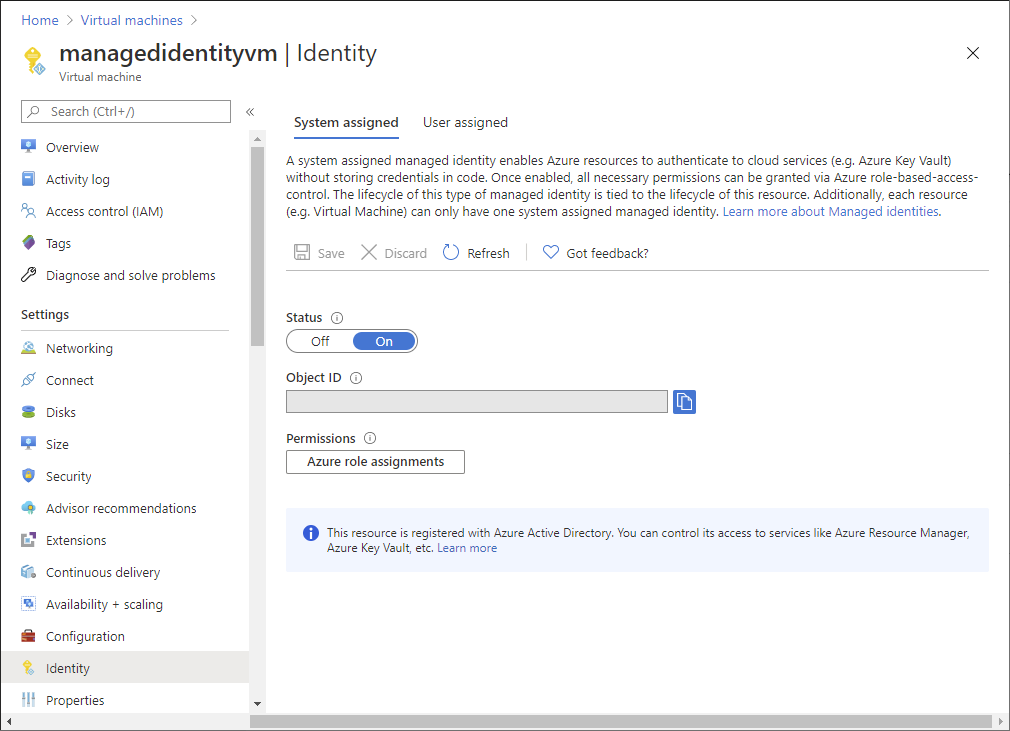 Home > Virtual machines >
managedidentityvm | Identity
Virtual machine
Search (Ctrl+/)
«
Overview
Activity log
Access control (IAM)
Tags
Diagnose and solve problems
Settings
Networking
Connect
Disks
Size
Security
Advisor recommendations
Extensions
Continuous delivery
Availability + scaling
Configuration
Identity
Properties
System assigned User assigned
A system assigned managed identity enables Azure resources to authenticate to cloud services (e.g. Azure Key Vault)
without storing credentials in code. Once enabled, all necessary permissions can be granted via Azure role-based-access-
control. The lifecycle of this type of managed identity is tied to the lifecycle of this resource. Additionally, each resource
(e.g. Virtual Machine) can only have one system assigned managed identity. Learn more about Managed identities.
Save Discard Refresh Got feedback?
Status
Off On
Object ID
Permissions
Azure role assignments
This resource is registered with Azure Active Directory. You can control its access to services like Azure Resource Manager,
Azure Key Vault, etc. Learn more